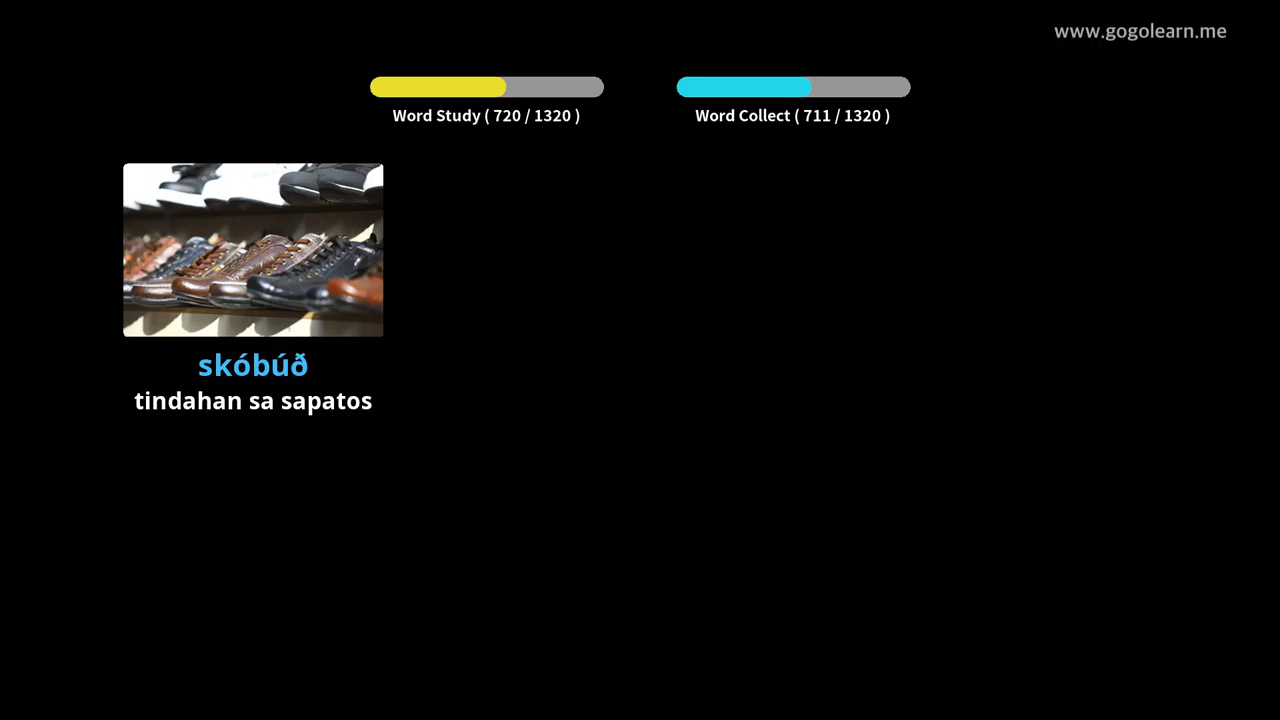 www.gogolearn.me
Word Study ( 720 / 1320 )
Word Collect ( 711 / 1320 )
skóbúð
tindahan sa sapatos